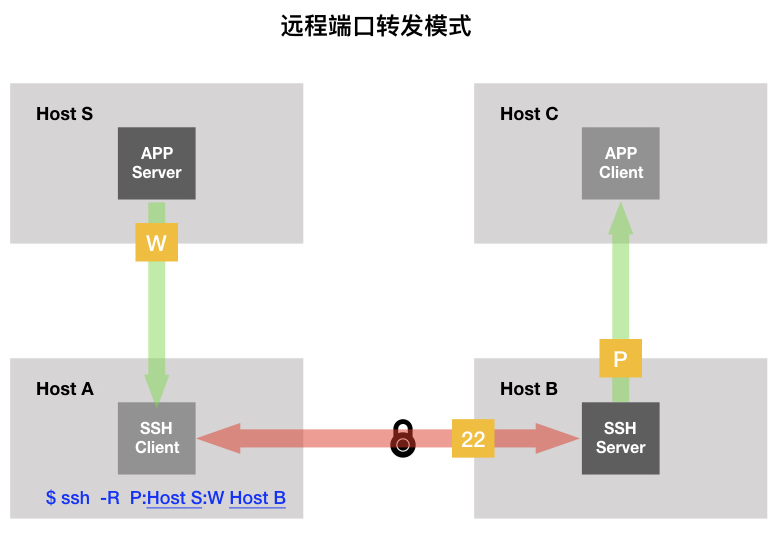 远程端口转发模式
Host S
APP
Server
W
Host C
APP
Client
Host A
SSH
Client
$ ssh -R P:Host S:W Host B
22
P
Host B
SSH
Server